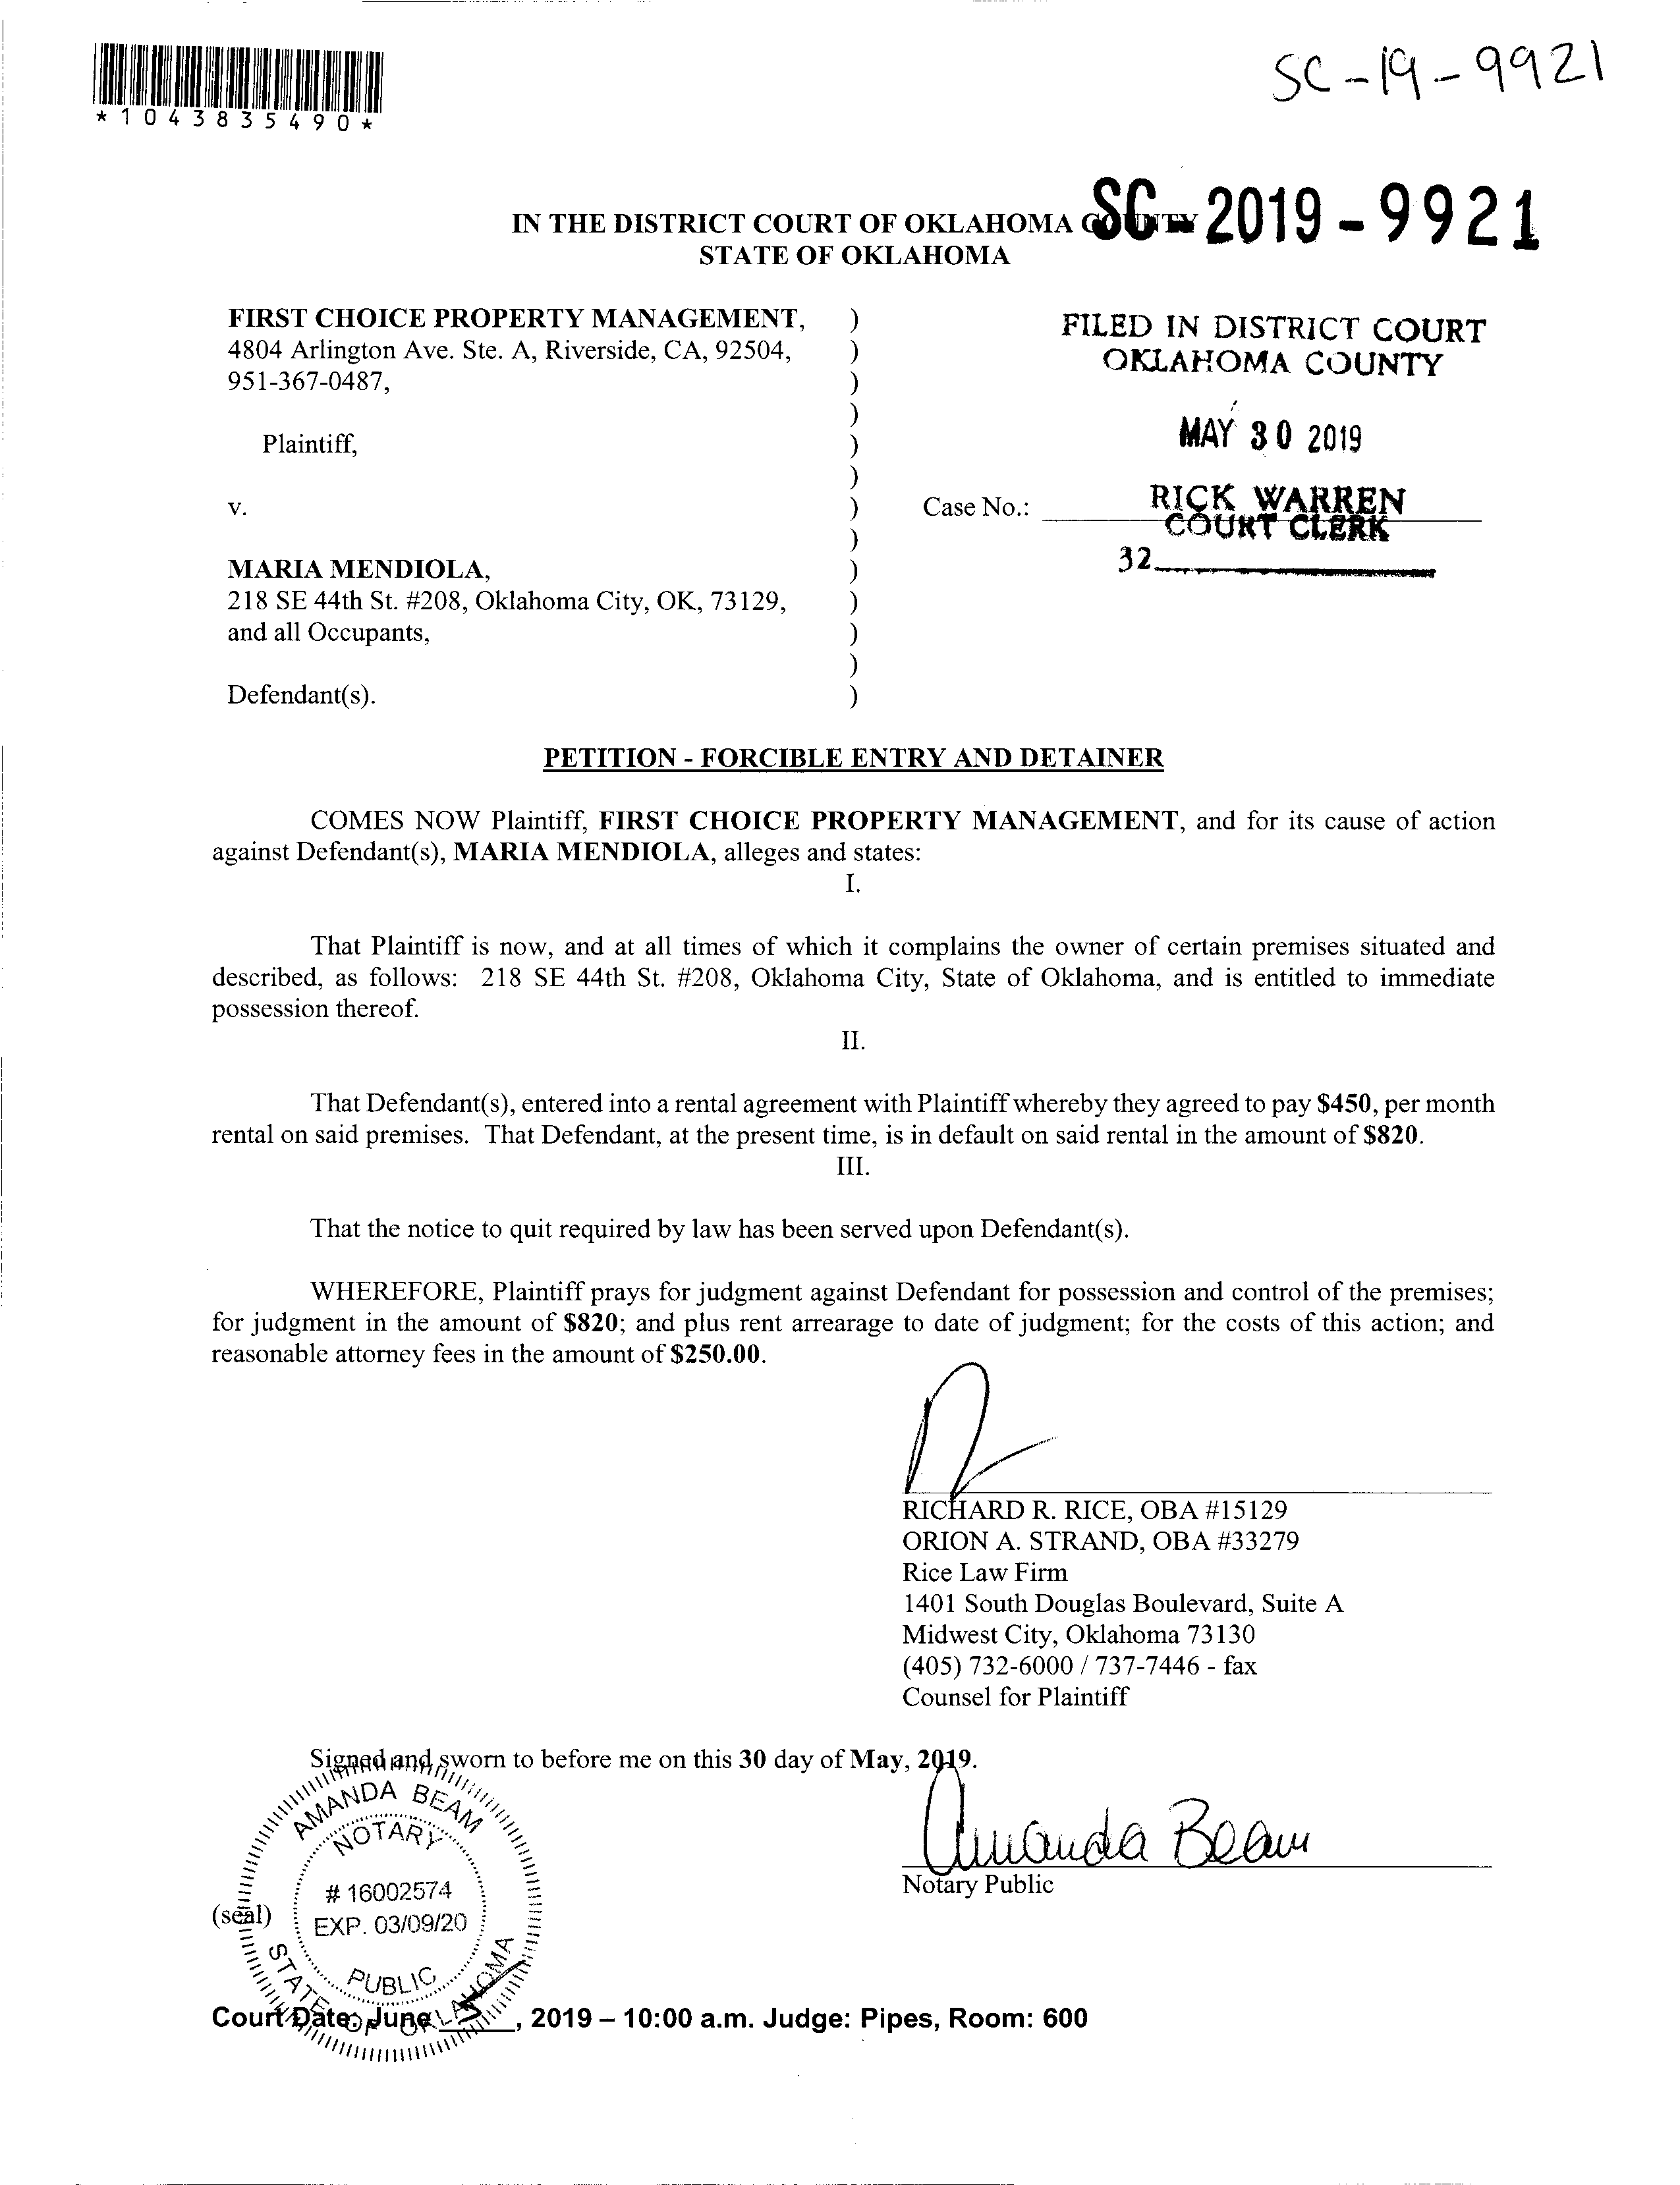 SC-19-9921
*1043835490*
SC-2019-9921
IN THE DISTRICT COURT OF OKLAHOMA COUNTY
STATE OF OKLAHOMA
FIRST CHOICE PROPERTY MANAGEMENT, )
4804 Arlington Ave. Ste. A, Riverside, CA, 92504, )
951-367-0487, )
)
Plaintiff, )
)
v. ) Case No.:
)
MARIA MENDIOLA, )
218 SE 44th St. #208, Oklahoma City, OK, 73129, )
and all Occupants, )
)
Defendant(s). )
FILED IN DISTRICT COURT
OKLAHOMA COUNTY
MAY 30 2019
RICK WARREN
COURT CLERK
32
PETITION - FORCIBLE ENTRY AND DETAINER
COMES NOW Plaintiff, FIRST CHOICE PROPERTY MANAGEMENT, and for its cause of action
against Defendant(s), MARIA MENDIOLA, alleges and states:
I.
That Plaintiff is now, and at all times of which it complains the owner of certain premises situated and
described, as follows: 218 SE 44th St. #208, Oklahoma City, State of Oklahoma, and is entitled to immediate
possession thereof.
II.
That Defendant(s), entered into a rental agreement with Plaintiff whereby they agreed to pay $450, per month
rental on said premises. That Defendant, at the present time, is in default on said rental in the amount of $820.
III.
That the notice to quit required by law has been served upon Defendant(s).
WHEREFORE, Plaintiff prays for judgment against Defendant for possession and control of the premises;
for judgment in the amount of $820; and plus rent arrearage to date of judgment; for the costs of this action; and
reasonable attorney fees in the amount of $250.00.
RICHARD R. RICE, OBA #15129
ORION A. STRAND, OBA #33279
Rice Law Firm
1401 South Douglas Boulevard, Suite A
Midwest City, Oklahoma 73130
(405) 732-6000 / 737-7446 - fax
Counsel for Plaintiff
Signed and sworn to before me on this 30 day of May, 2019.
Amanda Beam
Notary Public
(seal)
AMANDA BEAM
NOTARY
# 16002574
EXP. 03/09/20
PUBLIC
STATE OF OKLAHOMA
Court Date: June , 2019 – 10:00 a.m. Judge: Pipes, Room: 600